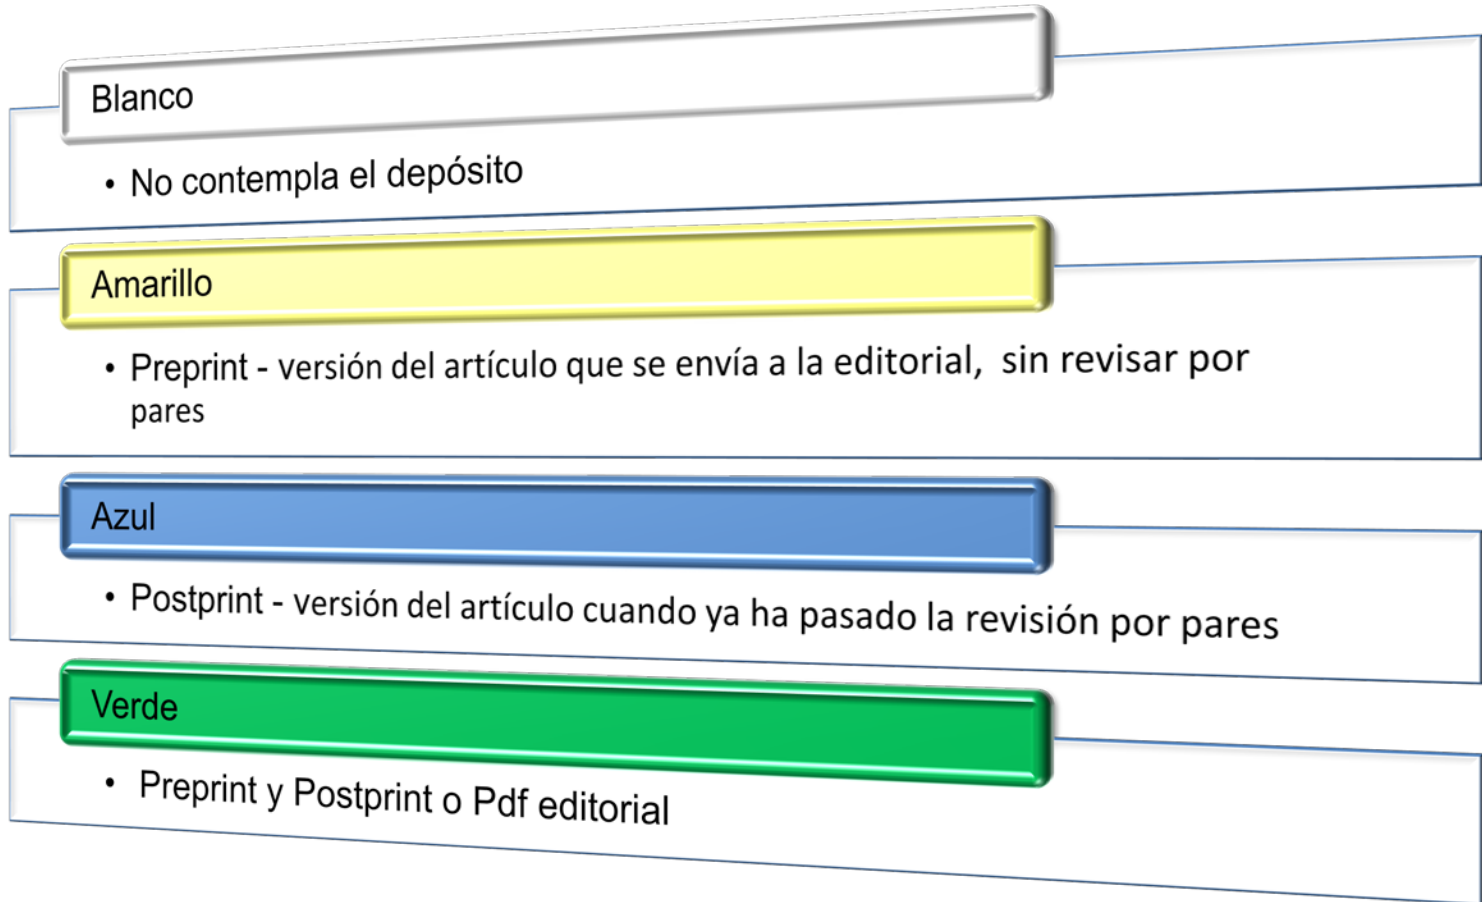 Blanco
• No contempla el depósito
Amarillo
• Preprint - versión del artículo que se envía a la editorial, sin revisar por
pares
Azul
• Postprint - versión del artículo cuando ya ha pasado la revisión por pares
Verde
• Preprint y Postprint o Pdf editorial